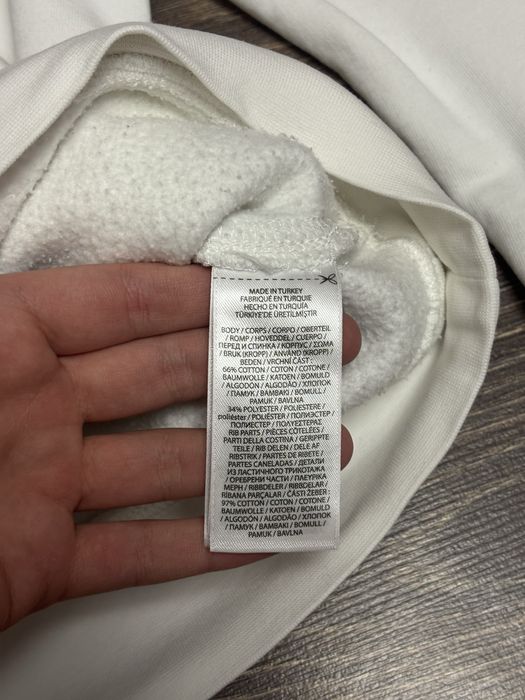 MADE IN TURKEY
FABRIQUÉ EN TURQUIE
HECHO EN TURQUÍA
TÜRKİYE'DE ÜRETİLMİŞTİR
BODY / CORPS / CORPO / OBERTEIL
/ ROMP / HOVEDDEL / CUERPO /
ПЕРЕД И СПИНКА / КОРПУС / ΣΩΜΑ
/ BRUK (KROPP) / ANVÄND (KROPP) /
BEDEN / VRCHNÍ ČÁST :
66% COTTON / COTON / COTONE /
BAUMWOLLE / KATOEN / BOMULD
/ ALGODON / ALGODÃO / ХЛОПОК
/ ПАМУК / BAMBAKI / BOMULL /
PAMUK / BAVLNA
34% POLYESTER / POLIESTERE /
poliéster / POLIÉSTER / ПОЛИЭСТЕР /
ПОЛИЕСТЕР / ΠΟΛΥΕΣΤΕΡΑΣ
RIB PARTS / PIÈCES CÔTELÉES /
PARTI DELLA COSTINA / GERIPPTE
TEILE / RIB DELEN / DELE AF
RIBSTRIK / PARTES DE RIBETE /
PARTES CANELADAS / ДЕТАЛИ
ИЗ ЛАСТИЧНОГО ТРИКОТАЖА
/ ОРЕБРЕНИ ЧАСТИ / ΠΛΕΥΡΙΚΑ
ΜΕΡΗ / RIBBDELER / RIBBDELAR /
RİBANA PARÇALAR / ČÁSTI ŽEBER :
97% COTTON / COTON / COTONE /
BAUMWOLLE / KATOEN / BOMULD
/ ALGODON / ALGODÃO / ХЛОПОК
/ ПАМУК / BAMBAKI / BOMULL /
PAMUK / BAVLNA